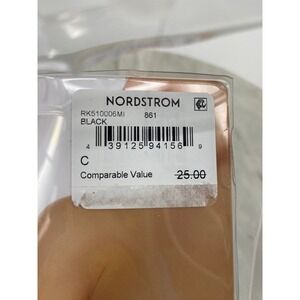 NORDSTROM
RK510006MI 861
BLACK
4 39125 94156 9
C
Comparable Value 25.00